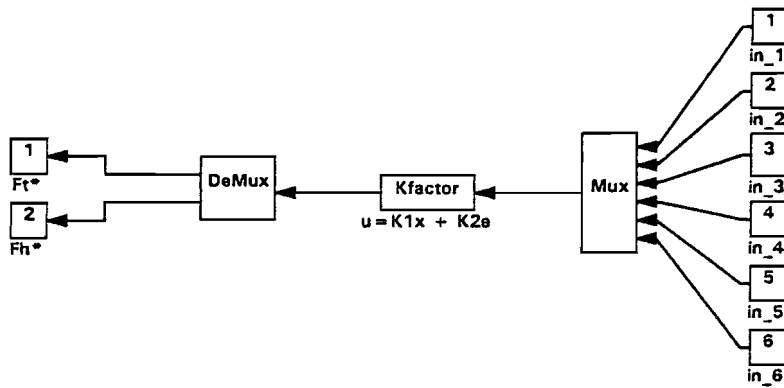 1
in_1
2
in_2
1
Ft*
DeMux
Kfactor
Mux
3
in_3
2
Fh*
u=K1x + K2e
4
in_4
5
in_5
6
in_6